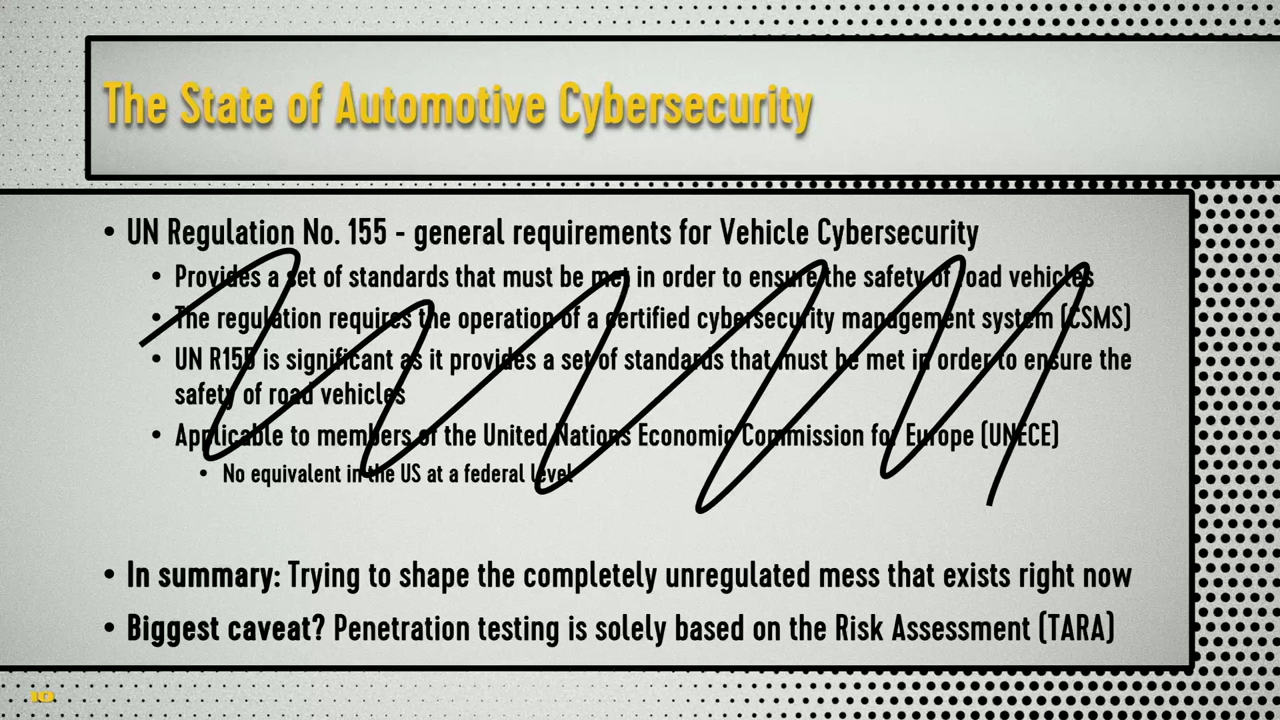 The State of Automotive Cybersecurity
• UN Regulation No. 155 - general requirements for Vehicle Cybersecurity
• Provides a set of standards that must be met in order to ensure the safety of road vehicles
• The regulation requires the operation of a certified cybersecurity management system (CSMS)
• UN R155 is significant as it provides a set of standards that must be met in order to ensure the
safety of road vehicles
• Applicable to members of the United Nations Economic Commission for Europe (UNECE)
• No equivalent in the US at a federal level
• In summary: Trying to shape the completely unregulated mess that exists right now
• Biggest caveat? Penetration testing is solely based on the Risk Assessment (TARA)
10